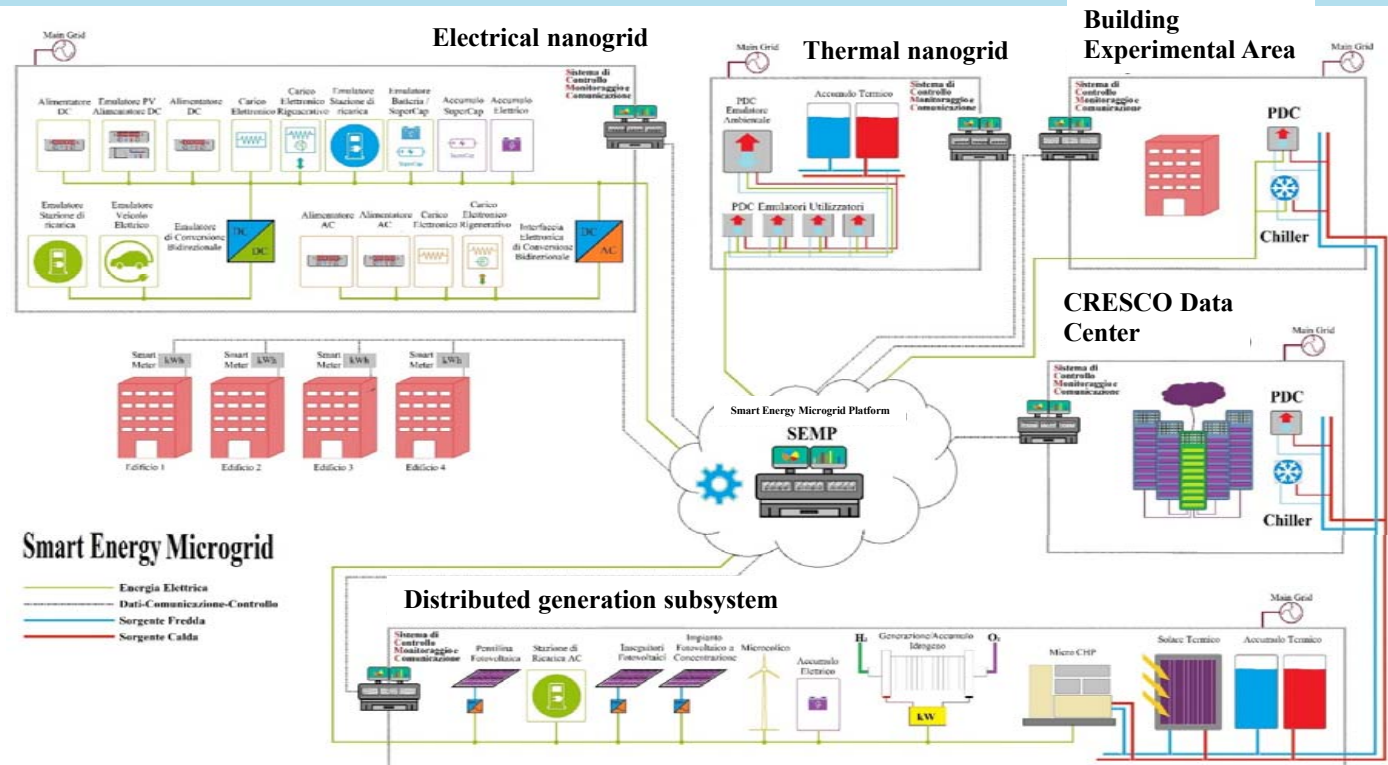 Main Grid
Electrical nanogrid
Sistema di
Controllo
Monitoraggio e
Comunicazione
Alimentatore
DC
Emulatore PV
Alimentatore DC
Alimentatore
DC
Carico
Elettronico
Carico
Elettronico
Rigenerativo
Emulatore
Stazione di
ricarica
Emulatore
Batteria /
SuperCap
Accumulo
SuperCap
Accumulo
Elettrico
Emulatore
Stazione di
ricarica
Emulatore
Veicolo
Elettrico
Emulatore
di Conversione
Bidirezionale
DC
DC
Alimentatore
AC
Alimentatore
AC
Carico
Elettronico
Carico
Elettronico
Rigenerativo
Interfaccia
Elettronica
di Conversione
Bidirezionale
DC
AC
Main Grid
Thermal nanogrid
PDC
Emulatore
Ambientale
Accumulo Termico
Sistema di
Controllo
Monitoraggio e
Comunicazione
PDC Emulatori Utilizzatori
Building
Experimental Area
Main Grid
Sistema di
Controllo
Monitoraggio e
Comunicazione
PDC
Chiller
CRESCO Data
Center
Main Grid
Sistema di
Controllo
Monitoraggio e
Comunicazione
PDC
Chiller
Smart
Meter
kWh
Smart
Meter
kWh
Smart
Meter
kWh
Smart
Meter
kWh
Edificio 1
Edificio 2
Edificio 3
Edificio 4
Smart Energy Microgrid Platform
SEMP
Smart Energy Microgrid
Energia Elettrica
Dati-Comunicazione-Controllo
Sorgente Fredda
Sorgente Calda
Distributed generation subsystem
Main Grid
Sistema di
Controllo
Monitoraggio e
Comunicazione
Pensilina
Fotovoltaica
Stazione di
Ricarica AC
Inseguitori
Fotovoltaici
Impianto
Fotovoltaico a
Concentrazione
Microeolico
Accumulo
Elettrico
H₂
Generazione/Accumulo
Idrogeno
O₂
kW
Micro CHP
Solare Termico
Accumulo Termico